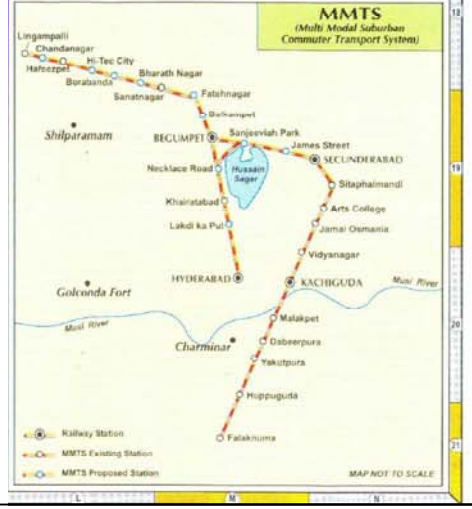 MMTS
(Multi Modal Suburban
Commuter Transport System)
18
Lingampalli
Chandanagar
Hi-Tec City
Hafeezpet
Bharath Nagar
Borabanda
Sanatnagar
Fatehnagar
Shilparamam
BEGUMPET
Sanjeeviah Park
James Street
SECUNDERABAD
19
Necklace Road
Hussain
Sagar
Sitaphalmandi
Khairatabad
Arts College
Lakdi ka Pul
Jamai Osmania
Vidyanagar
HYDERABAD
KACHIGUDA
Musi River
Golconda Fort
Musi River
Malakpet
20
Charminar
Dabeerpura
Yakutpura
Huppuguda
Railway Station
Falaknuma
MMTS Existing Station
21
MMTS Proposed Station
MAP NOT TO SCALE
L
M
N